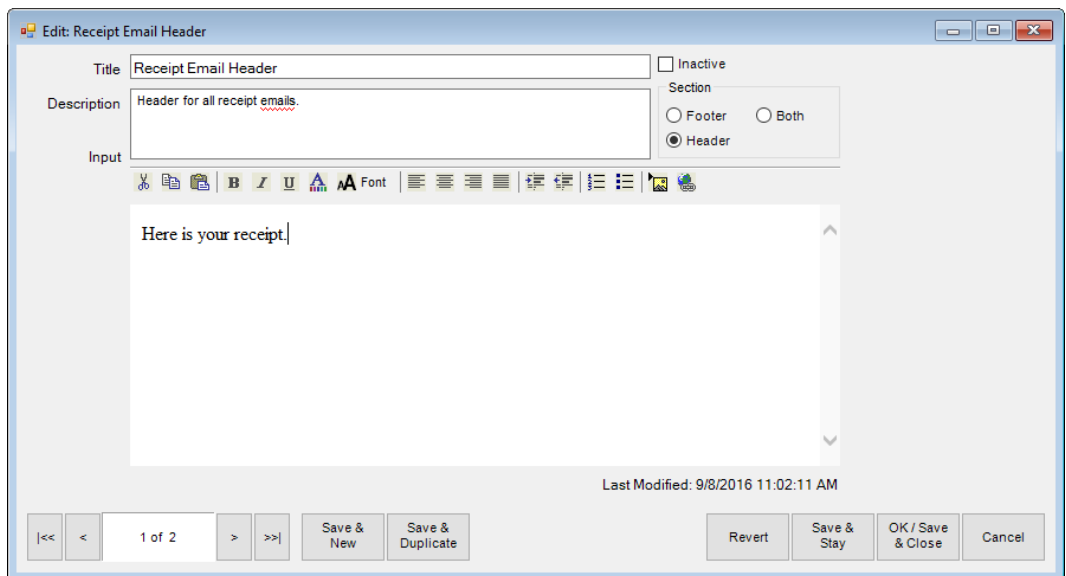 Edit: Receipt Email Header
Title
Receipt Email Header
Inactive
Description
Header for all receipt emails.
Section
Footer
Both
Header
Input
B I U A AA Font
Here is your receipt.
Last Modified: 9/8/2016 11:02:11 AM
|<<
<
1 of 2
>
>>|
Save &
New
Save &
Duplicate
Revert
Save &
Stay
OK / Save
& Close
Cancel